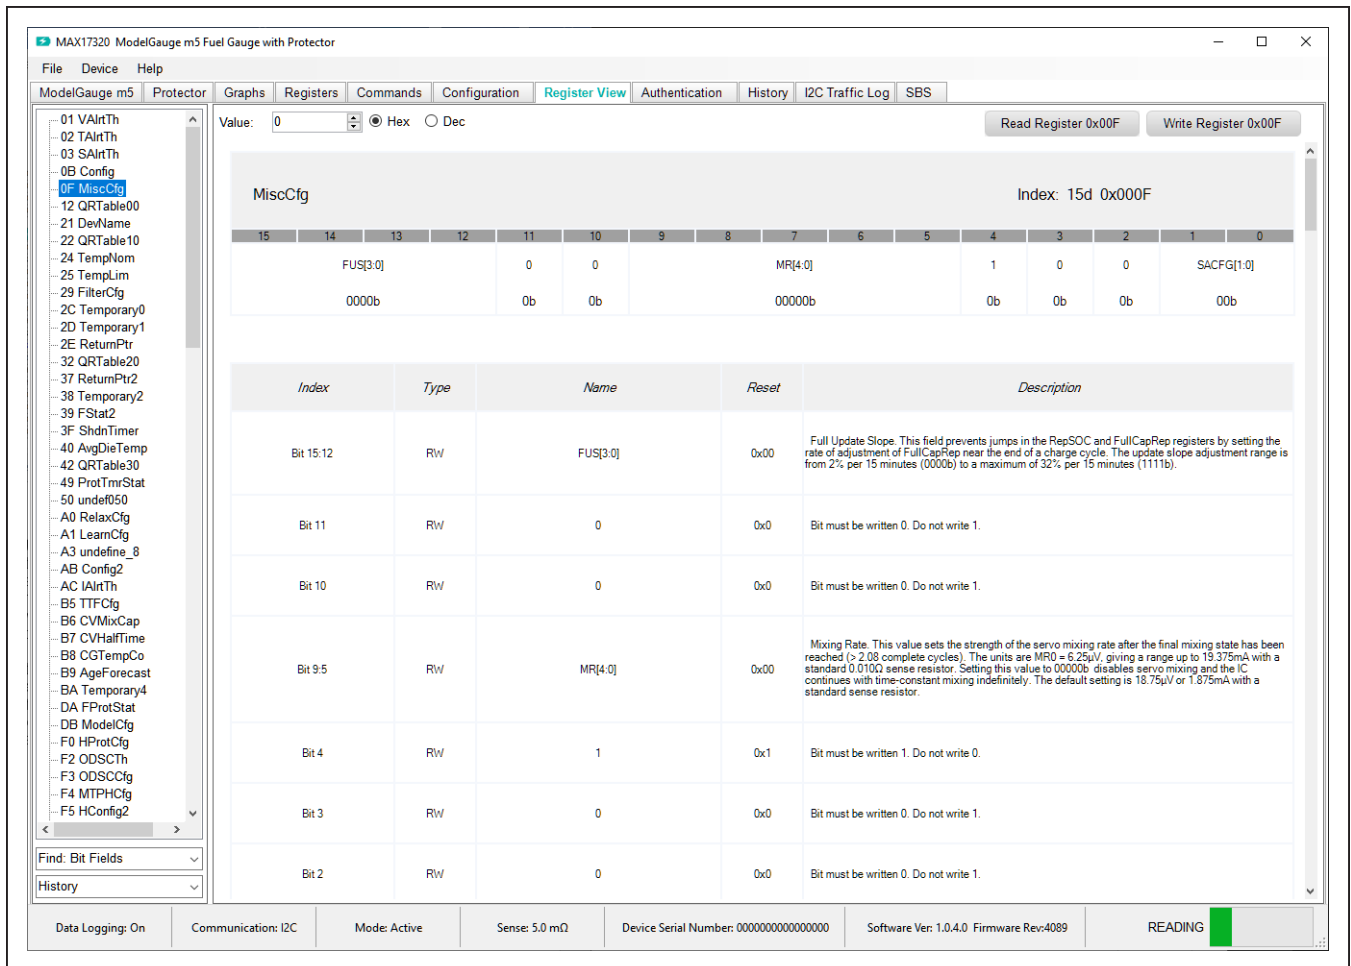 MAX17320 ModelGauge m5 Fuel Gauge with Protector
File Device Help
ModelGauge m5 Protector Graphs Registers Commands Configuration Register View Authentication History I2C Traffic Log SBS
01 VAlrtTh
02 TAlrtTh
03 SAlrtTh
0B Config
0F MiscCfg
12 QRTable00
21 DevName
22 QRTable10
24 TempNom
25 TempLim
29 FilterCfg
2C Temporary0
2D Temporary1
2E ReturnPtr
32 QRTable20
37 ReturnPtr2
38 Temporary2
39 FStat2
3F ShdnTimer
40 AvgDieTemp
42 QRTable30
49 ProtTmrStat
50 undef050
A0 RelaxCfg
A1 LearnCfg
A3 undefine_8
AB Config2
AC IAlrtTh
B5 TTFCfg
B6 CVMixCap
B7 CVHalfTime
B8 CGTempCo
B9 AgeForecast
BA Temporary4
DA FProtStat
DB ModelCfg
F0 HProtCfg
F2 ODSCTh
F3 ODSCCfg
F4 MTPHCfg
F5 HConfig2
Find: Bit Fields
History
Value: 0 Hex Dec Read Register 0x00F Write Register 0x00F
MiscCfg Index: 15d 0x000F
15 14 13 12 11 10 9 8 7 6 5 4 3 2 1 0
FUS[3:0] 0 0 MR[4:0] 1 0 0 SACFG[1:0]
0000b 0b 0b 00000b 0b 0b 0b 00b
Index Type Name Reset Description
Bit 15:12 RW FUS[3:0] 0x00
Full Update Slope. This field prevents jumps in the RepSOC and FullCapRep registers by setting the
rate of adjustment of FullCapRep near the end of a charge cycle. The update slope adjustment range is
from 2% per 15 minutes (0000b) to a maximum of 32% per 15 minutes (1111b).
Bit 11 RW 0 0x0 Bit must be written 0. Do not write 1.
Bit 10 RW 0 0x0 Bit must be written 0. Do not write 1.
Bit 9:5 RW MR[4:0] 0x00
Mixing Rate. This value sets the strength of the servo mixing rate after the final mixing state has been
reached (> 2.08 complete cycles). The units are MR0 = 6.25µV, giving a range up to 19.375mA with a
standard 0.010Ω sense resistor. Setting this value to 00000b disables servo mixing and the IC
continues with time-constant mixing indefinitely. The default setting is 18.75µV or 1.875mA with a
standard sense resistor.
Bit 4 RW 1 0x1 Bit must be written 1. Do not write 0.
Bit 3 RW 0 0x0 Bit must be written 0. Do not write 1.
Bit 2 RW 0 0x0 Bit must be written 0. Do not write 1.
Data Logging: On Communication: I2C Mode: Active Sense: 5.0 mΩ Device Serial Number: 0000000000000000 Software Ver: 1.0.4.0 Firmware Rev:4089 READING